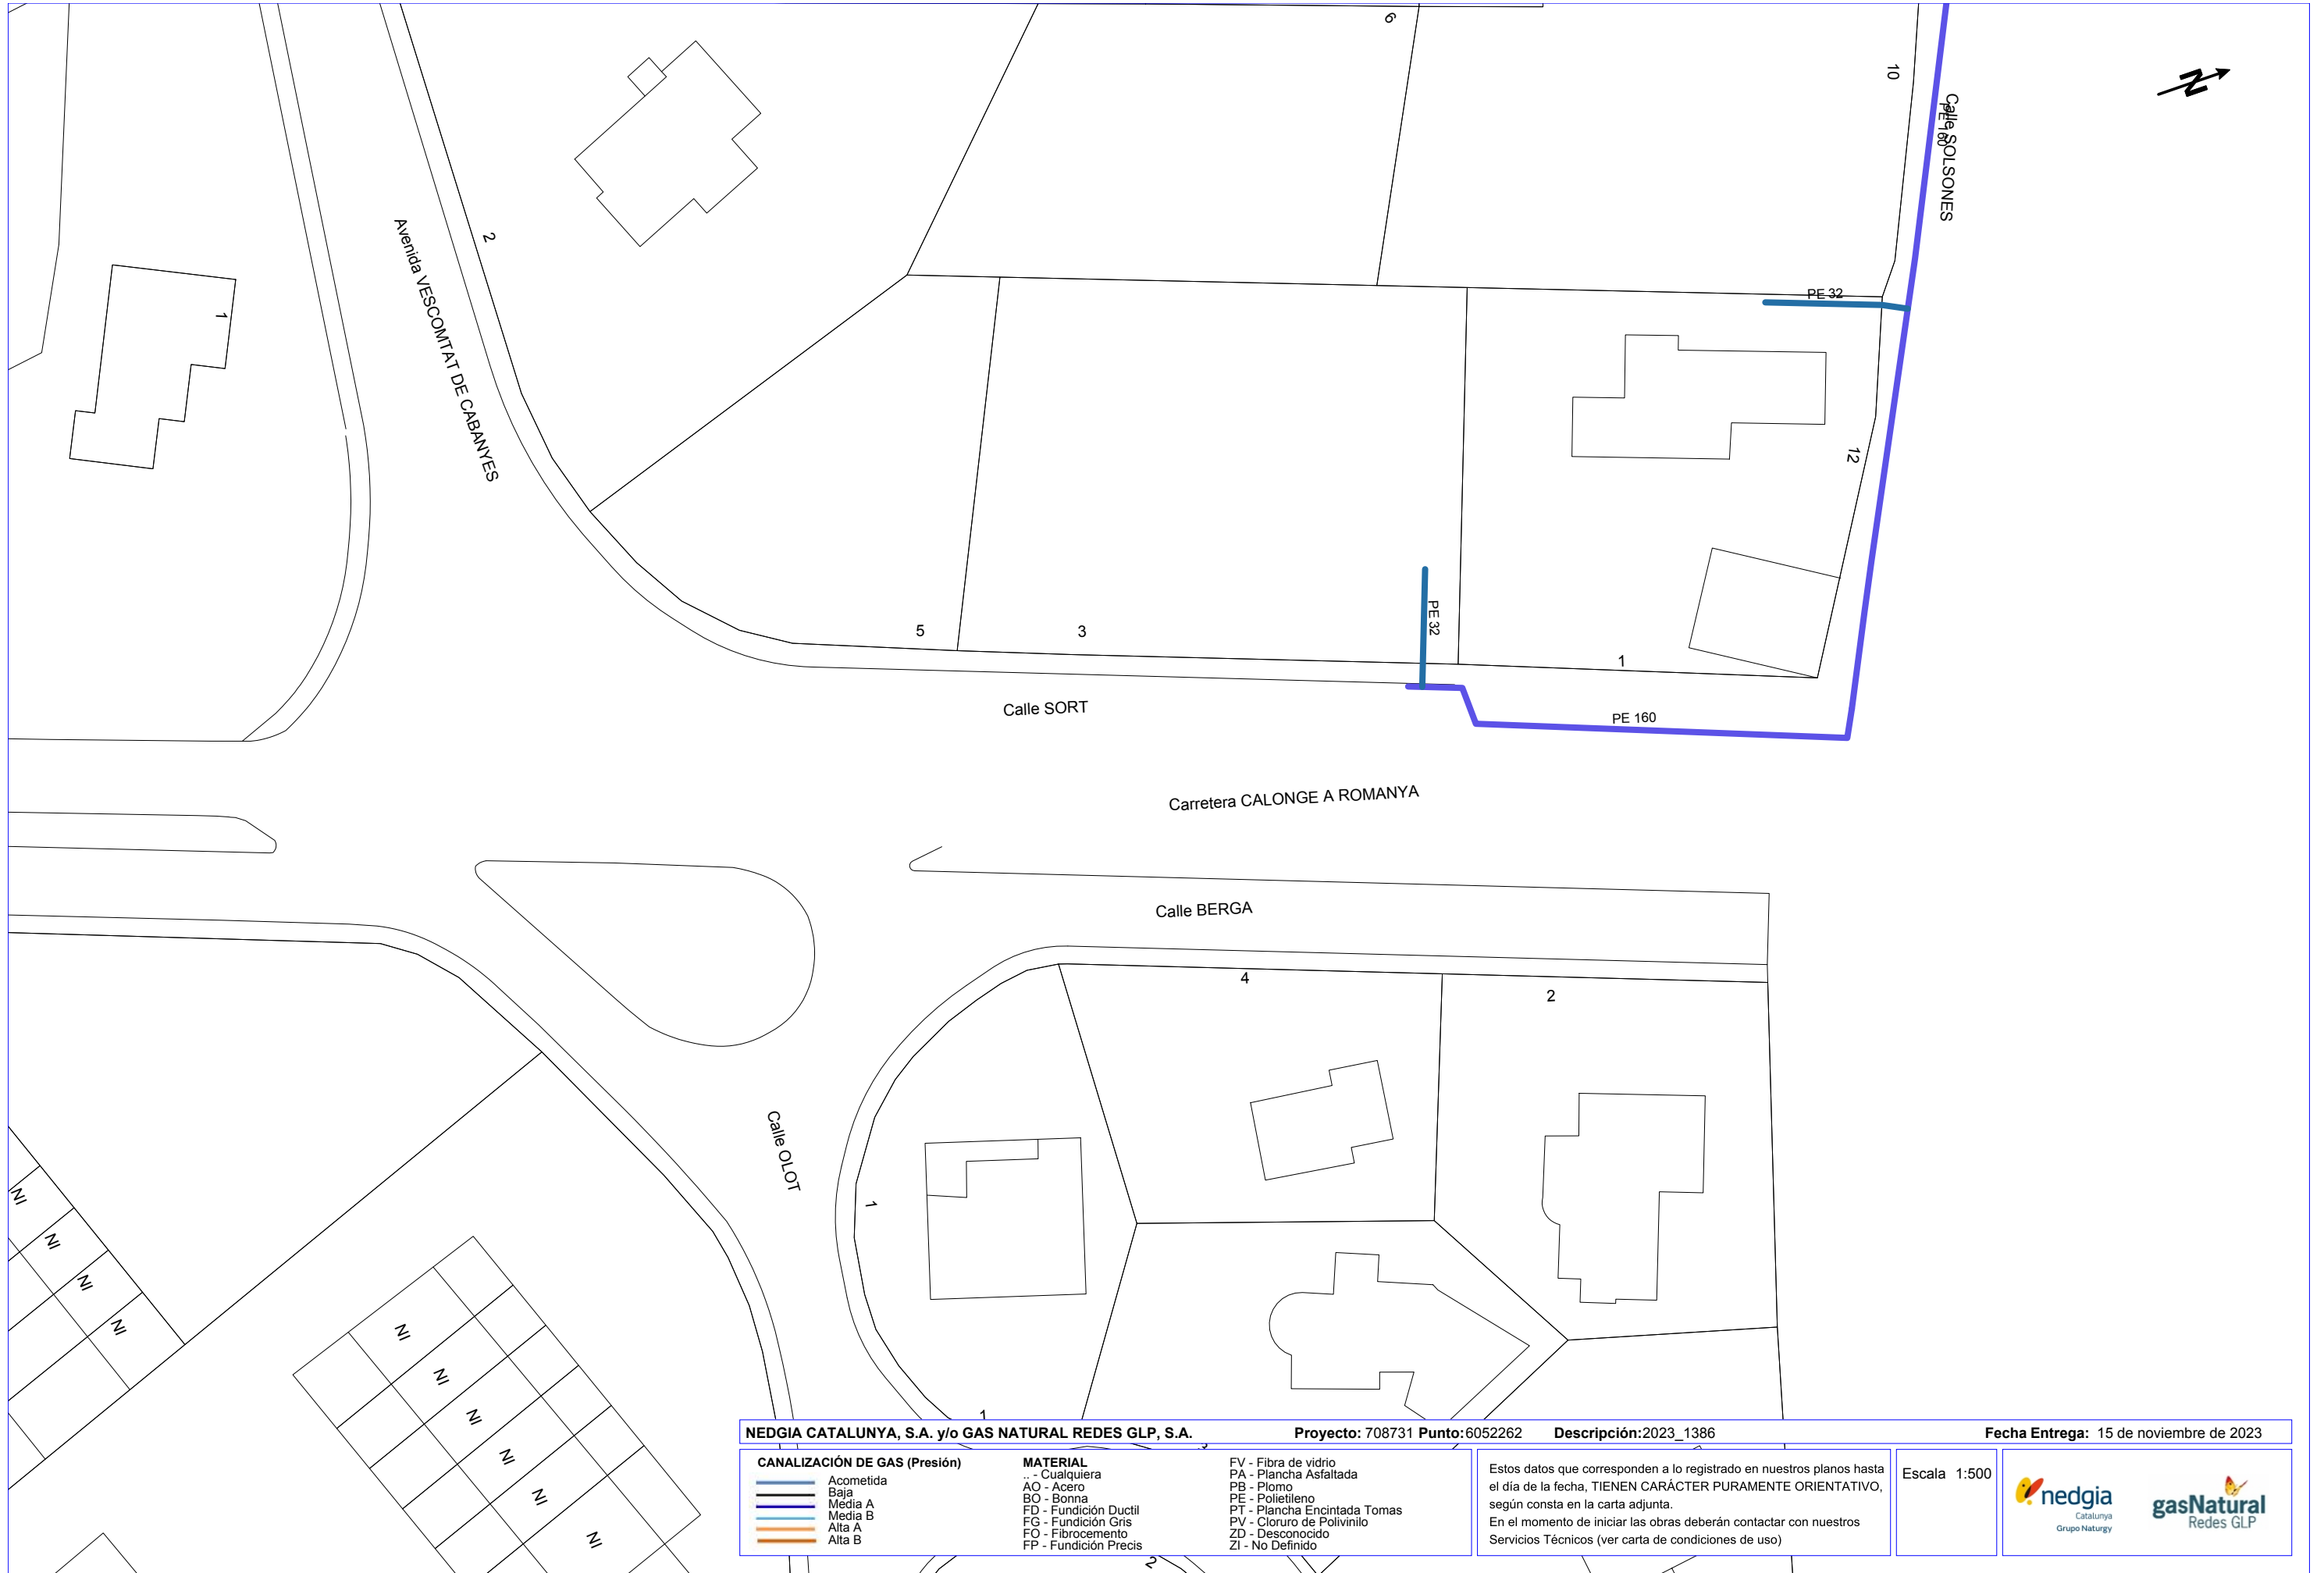 6
10
N
Calle SOLSONES
PE 160
2
Avenida VESCOMTAT DE CABANYES
1
PE 32
12
PE 32
5
3
1
Calle SORT
PE 160
Carretera CALONGE A ROMANYA
Calle BERGA
4
2
Calle OLOT
1
NI
NI
NI
NI
NI
NI
NI
NI
NI
NI
1
NEDGIA CATALUNYA, S.A. y/o GAS NATURAL REDES GLP, S.A.
Proyecto: 708731 Punto:6052262
Descripción:2023_1386
Fecha Entrega: 15 de noviembre de 2023
CANALIZACIÓN DE GAS (Presión)
Acometida
Baja
Media A
Media B
Alta A
Alta B
MATERIAL
.. - Cualquiera
AO - Acero
BO - Bonna
FD - Fundición Ductil
FG - Fundición Gris
FO - Fibrocemento
FP - Fundición Precis
FV - Fibra de vidrio
PA - Plancha Asfaltada
PB - Plomo
PE - Polietileno
PT - Plancha Encintada Tomas
PV - Cloruro de Polivinilo
ZD - Desconocido
ZI - No Definido
Estos datos que corresponden a lo registrado en nuestros planos hasta
el día de la fecha, TIENEN CARÁCTER PURAMENTE ORIENTATIVO,
según consta en la carta adjunta.
En el momento de iniciar las obras deberán contactar con nuestros
Servicios Técnicos (ver carta de condiciones de uso)
Escala 1:500
nedgia
Catalunya
Grupo Naturgy
gasNatural
Redes GLP
2